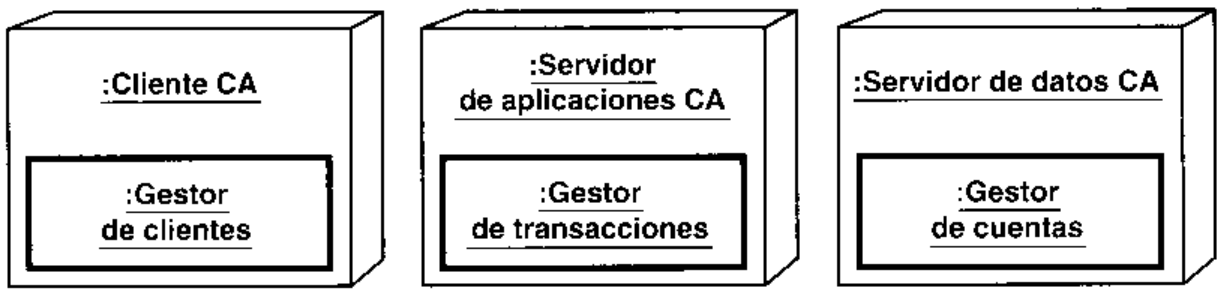 :Cliente CA
:Gestor
de clientes
:Servidor
de aplicaciones CA
:Gestor
de transacciones
:Servidor de datos CA
:Gestor
de cuentas